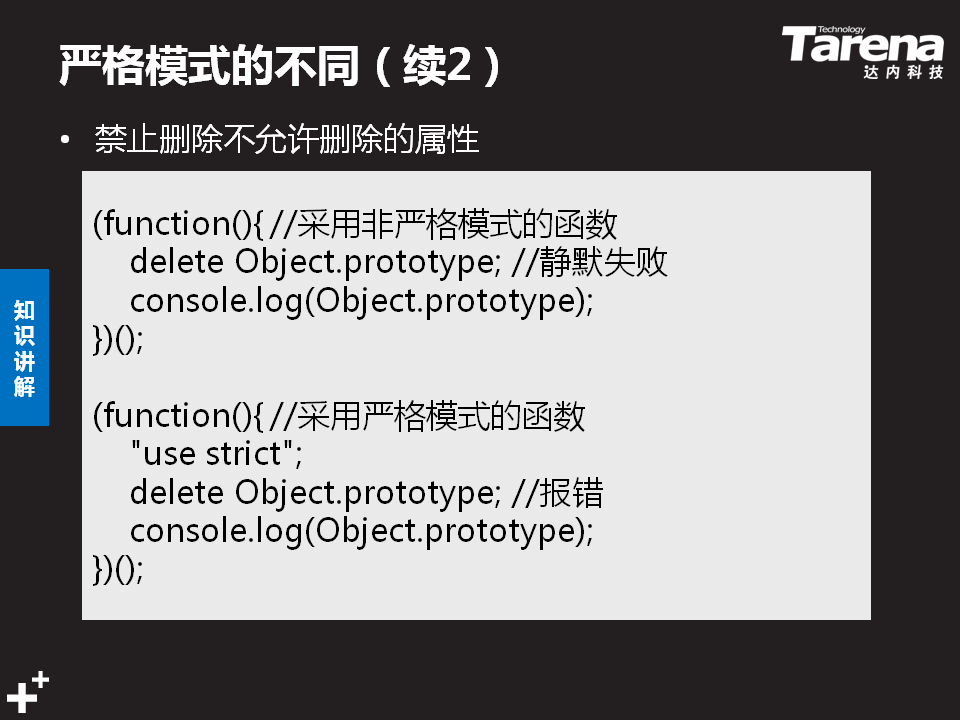 严格模式的不同（续2）
Technology
Tarena
达内科技
• 禁止删除不允许删除的属性
(function(){ //采用非严格模式的函数
delete Object.prototype; //静默失败
console.log(Object.prototype);
})();
(function(){ //采用严格模式的函数
"use strict";
delete Object.prototype; //报错
console.log(Object.prototype);
})();
知识讲解